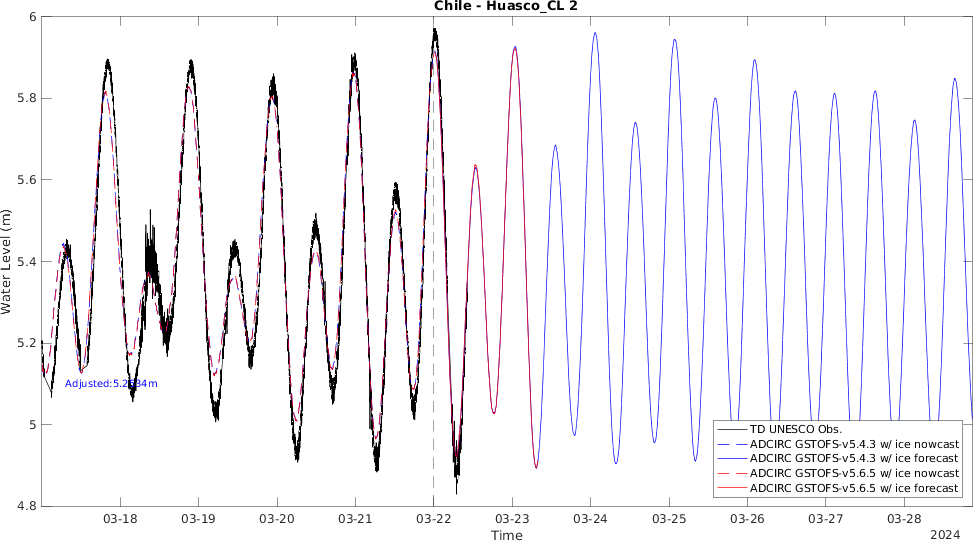 Chile - Huasco_CL 2
6
5.8
5.6
5.4
5.2
5
4.8
Water Level (m)
03-18
03-19
03-20
03-21
03-22
03-23
03-24
03-25
03-26
03-27
03-28
Time
2024
TD UNESCO Obs.
ADCIRC GSTOFS-v5.4.3 w/ ice nowcast
ADCIRC GSTOFS-v5.4.3 w/ ice forecast
ADCIRC GSTOFS-v5.6.5 w/ ice nowcast
ADCIRC GSTOFS-v5.6.5 w/ ice forecast